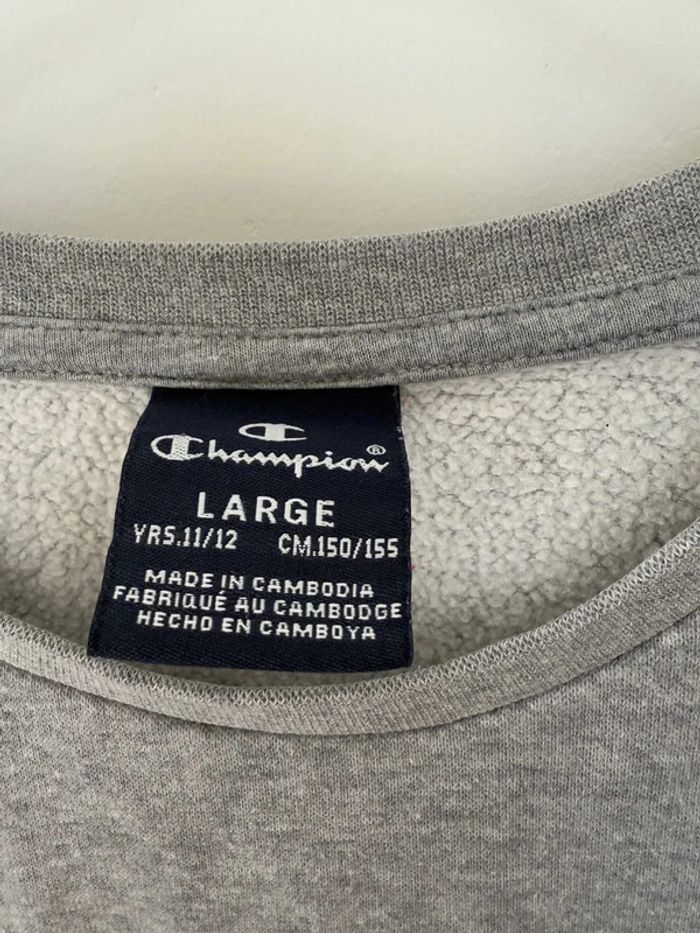 Champion®
LARGE
YRS.11/12 CM.150/155
MADE IN CAMBODIA
FABRIQUÉ AU CAMBODGE
HECHO EN CAMBOYA